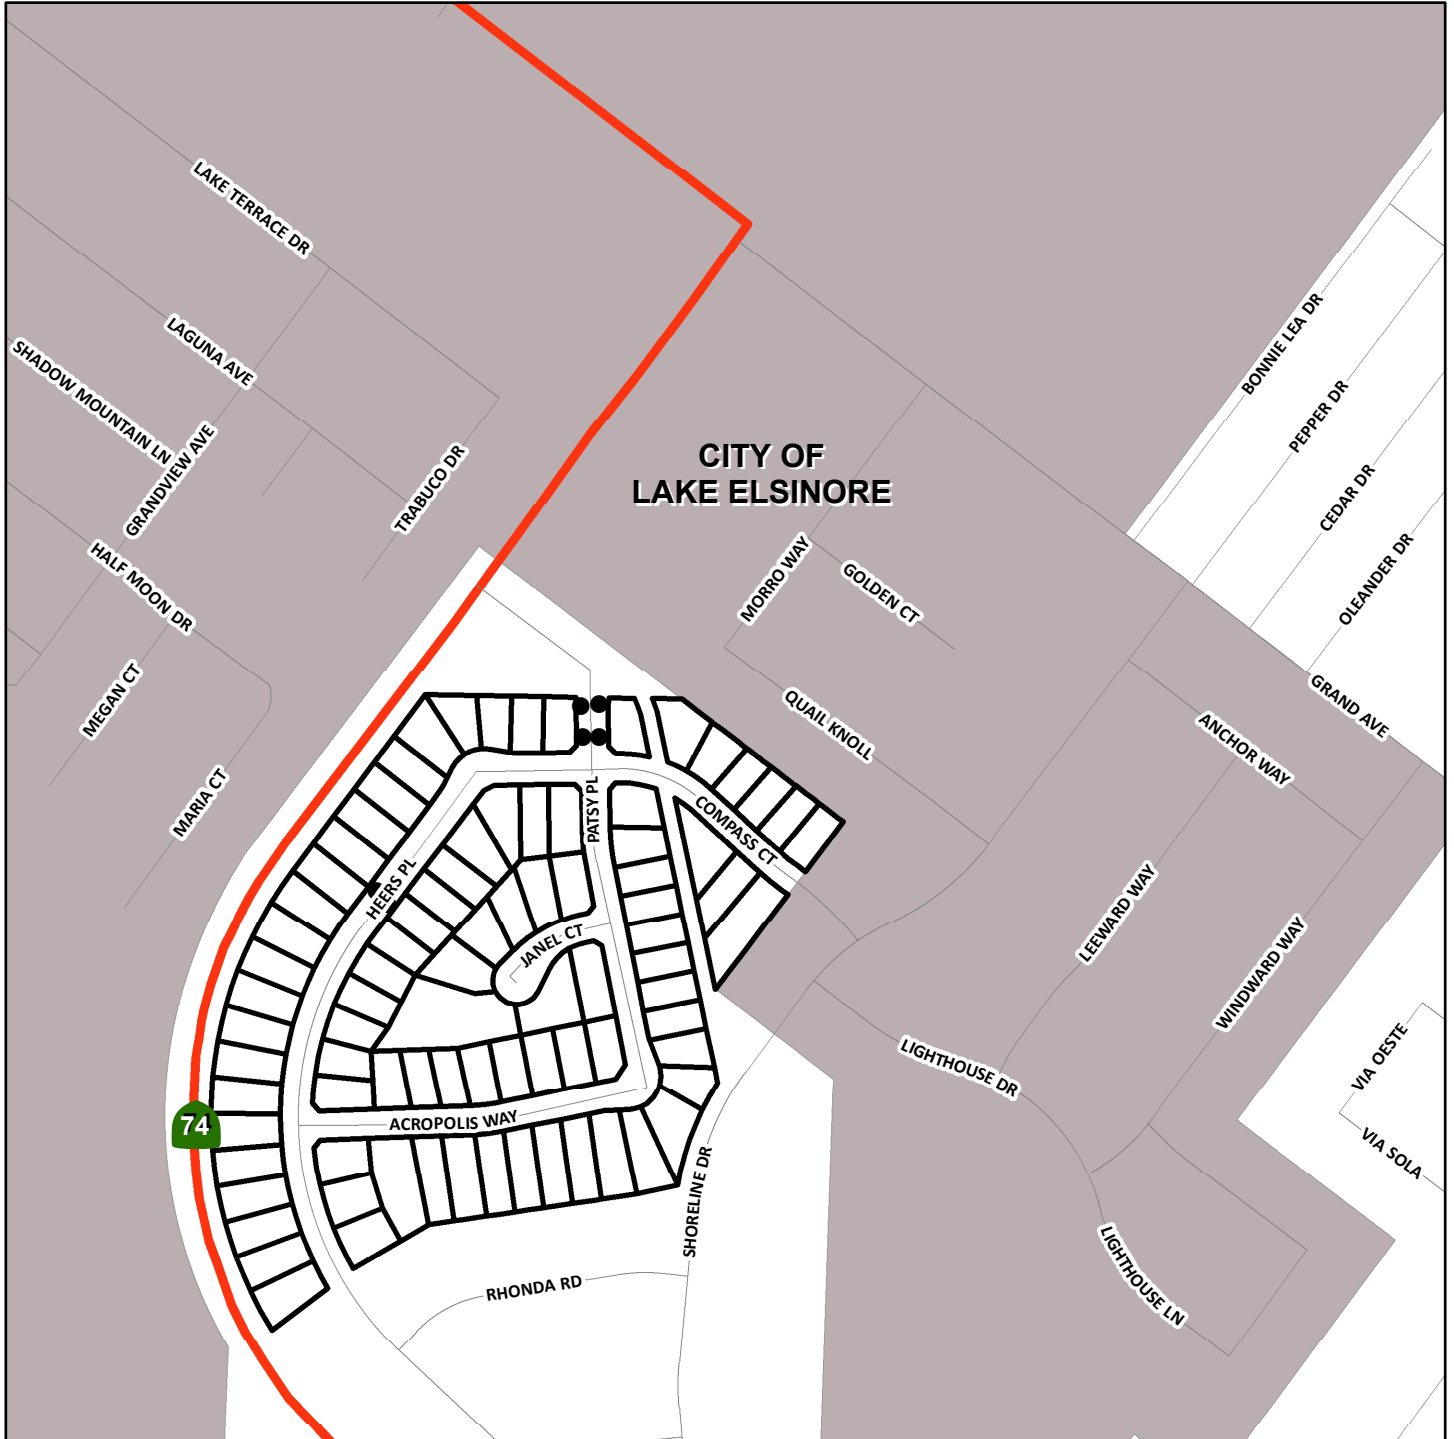 LAKE TERRACE DR
LAGUNA AVE
SHADOW MOUNTAIN LN
GRANDVIEW AVE
TRABUCO DR
HALF MOON DR
MEGAN CT
MARIA CT
CITY OF
LAKE ELSINORE
BONNIE LEA DR
PEPPER DR
CEDAR DR
OLEANDER DR
MORRO WAY
GOLDEN CT
QUAIL KNOLL
GRAND AVE
ANCHOR WAY
PATSY PL
COMPASS CT
HEERS PL
JANEL CT
LEEWARD WAY
WINDWARD WAY
LIGHTHOUSE DR
VIA OESTE
VIA SOLA
74
ACROPOLIS WAY
SHORELINE DR
RHONDA RD
LIGHTHOUSE LN